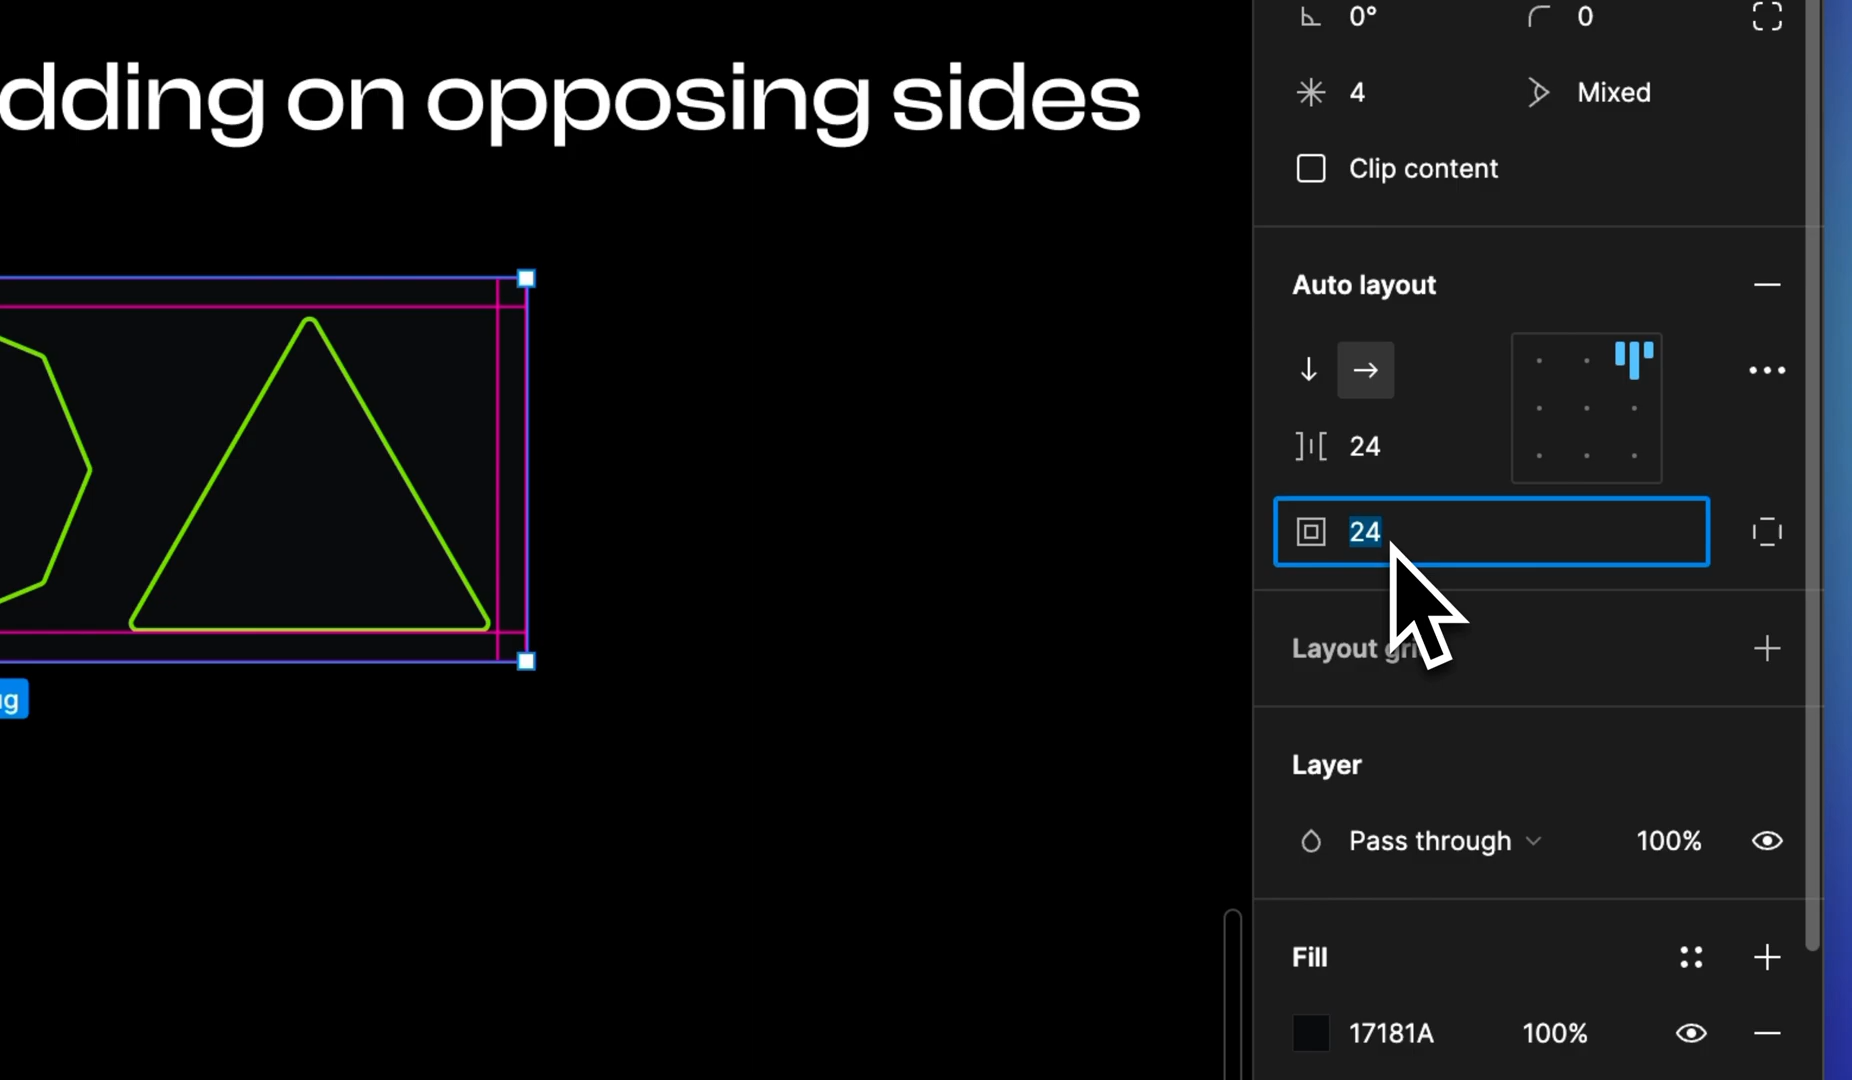 dding on opposing sides
0°
0
4
Mixed
Clip content
Auto layout
24
24
Layout
Layer
Pass through
100%
Fill
17181A
100%